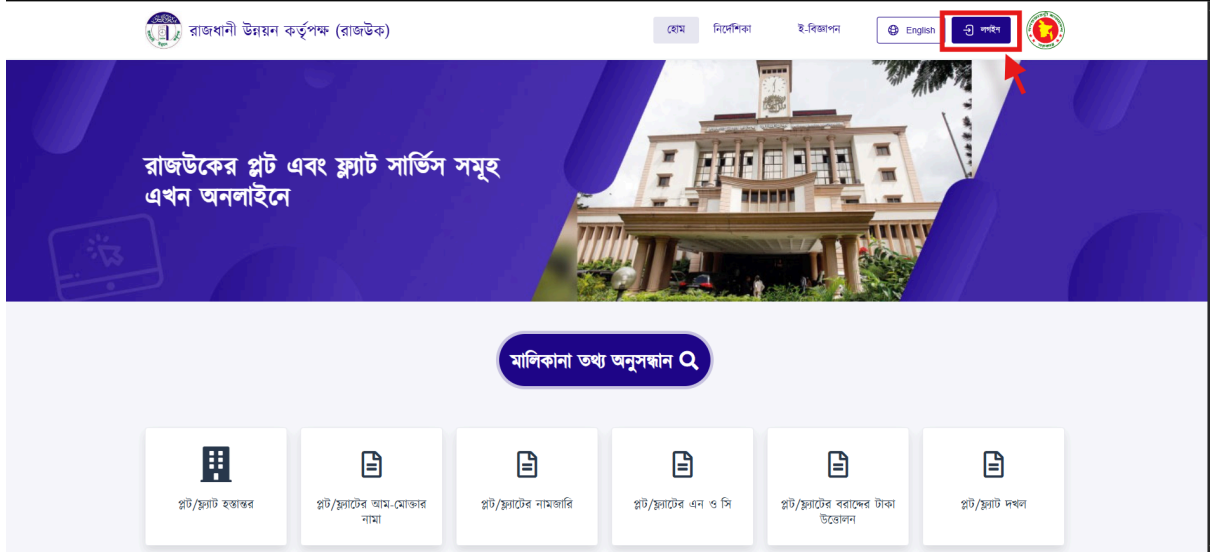 রাজধানী উন্নয়ন কর্তৃপক্ষ (রাজউক)
হোম
নির্দেশিকা
ই-বিজ্ঞাপন
English
লগইন
রাজউকের প্লট এবং ফ্ল্যাট সার্ভিস সমূহ
এখন অনলাইনে
মালিকানা তথ্য অনুসন্ধান
প্লট/ফ্ল্যাট হস্তান্তর
প্লট/ফ্ল্যাটের আম-মোক্তার
নামা
প্লট/ফ্ল্যাটের নামজারি
প্লট/ফ্ল্যাটের এন ও সি
প্লট/ফ্ল্যাটের বরাদ্দের টাকা
উত্তোলন
প্লট/ফ্ল্যাট দখল